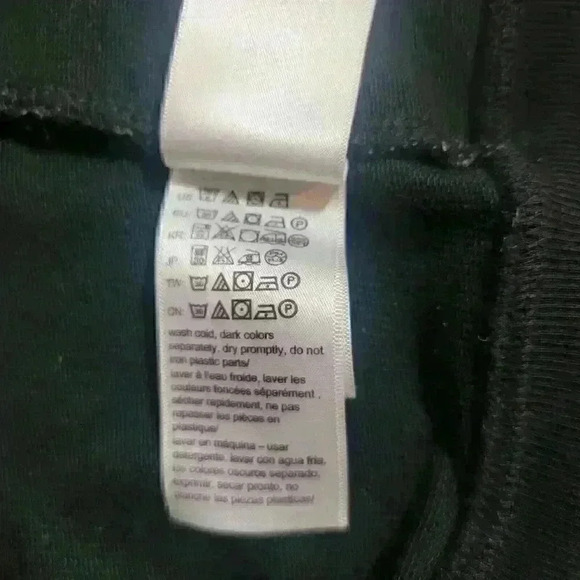 US:
EU: P
KR:
JP:
TW: P
CN: P
wash cold, dark colors
separately. dry promptly, do not
iron plastic parts/
laver à l'eau froide, laver les
couleurs foncées séparément .
sécher rapidement, ne pas
repasser les pièces en
plastique/
lavar en máquina – usar
detergente. lavar con agua fría.
los colores oscuros separado,
exprimir. secar pronto, no
planche las piezas plasticas/